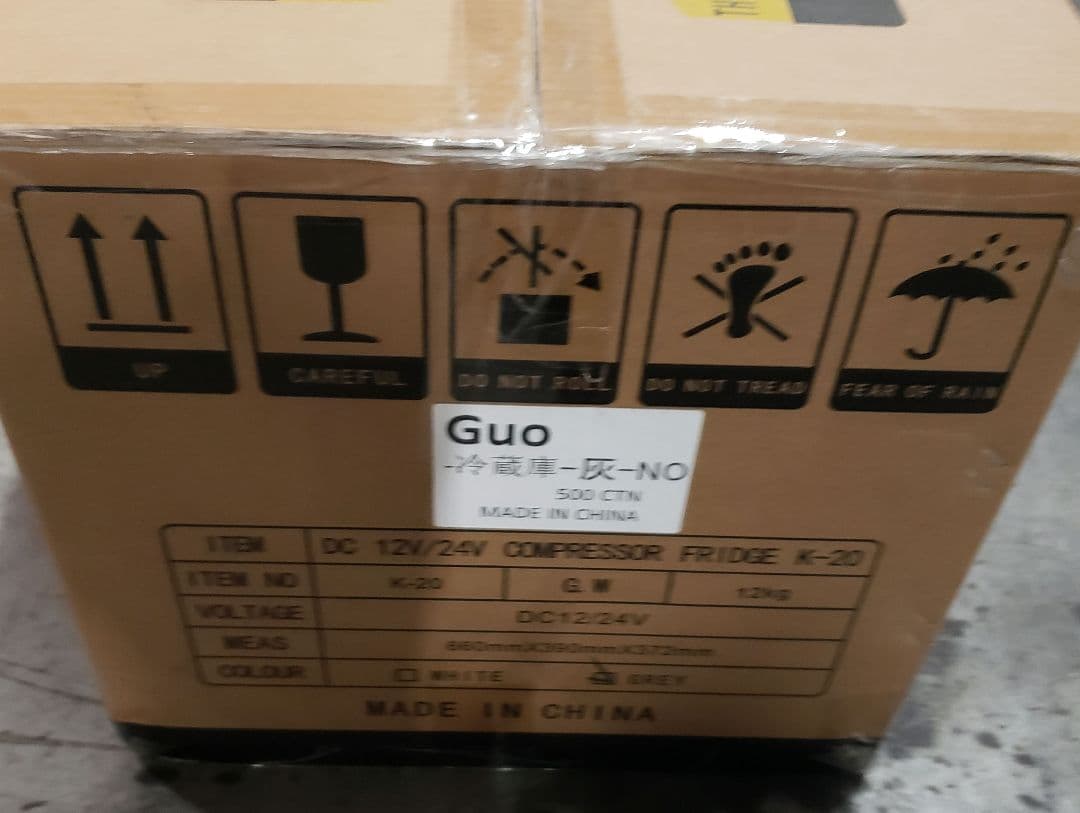 TH
UP
CAREFUL
DO NOT ROLL
DO NOT TREAD
FEAR OF RAIN
Guo
-冷蔵庫-灰-NO
500 CTN
MADE IN CHINA
ITEM DC 12V/24V COMPRESSOR FRIDGE K-20
ITEM NO K-20 G.W 12kg
VOLTAGE DC12/24V
MEAS 660mmX390mmX372mm
COLOUR WHITE GREY
MADE IN CHINA